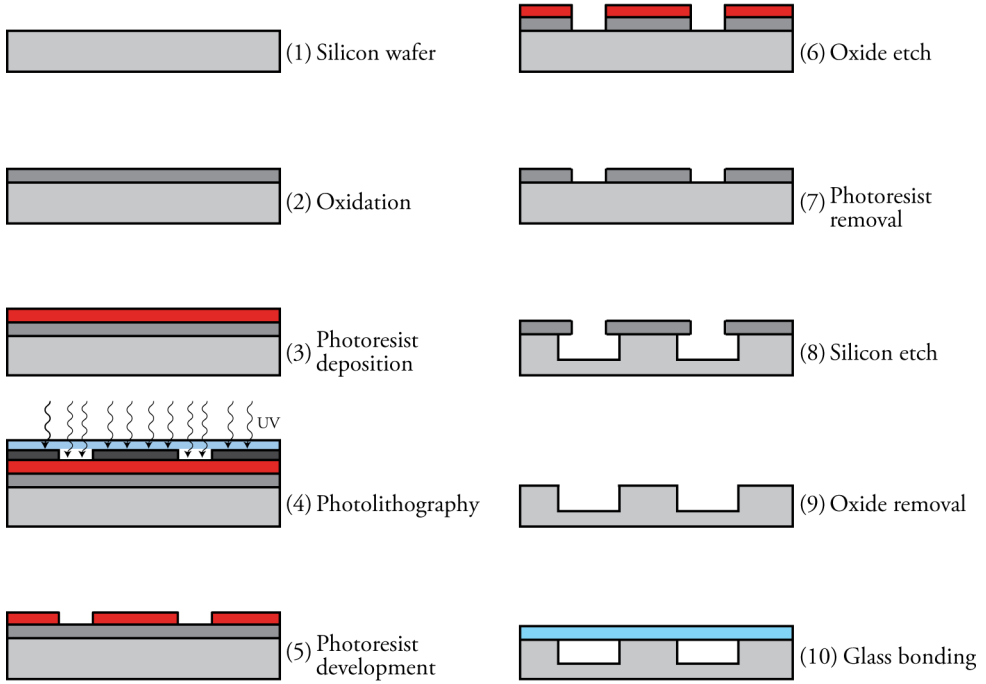 (1) Silicon wafer
(2) Oxidation
(3) Photoresist
deposition
UV
(4) Photolithography
(5) Photoresist
development
(6) Oxide etch
(7) Photoresist
removal
(8) Silicon etch
(9) Oxide removal
(10) Glass bonding